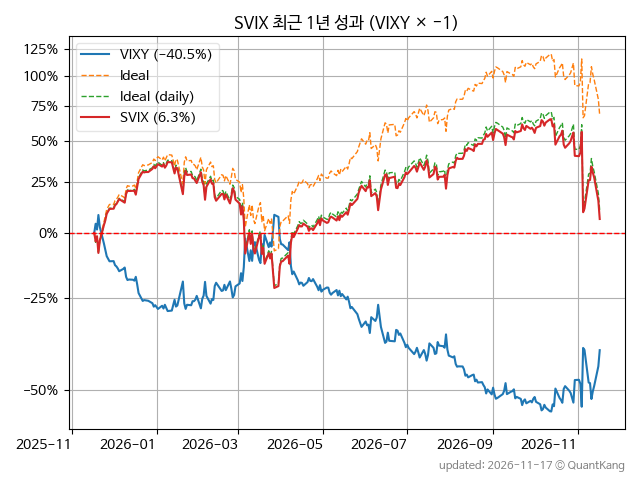 SVIX 최근 1년 성과 (VIXY × −1)
125%
100%
75%
50%
25%
0%
−25%
−50%
VIXY (−40.5%)
Ideal
Ideal (daily)
SVIX (6.3%)
2025-11 2026-01 2026-03 2026-05 2026-07 2026-09 2026-11
updated: 2026-11-17 © QuantKang